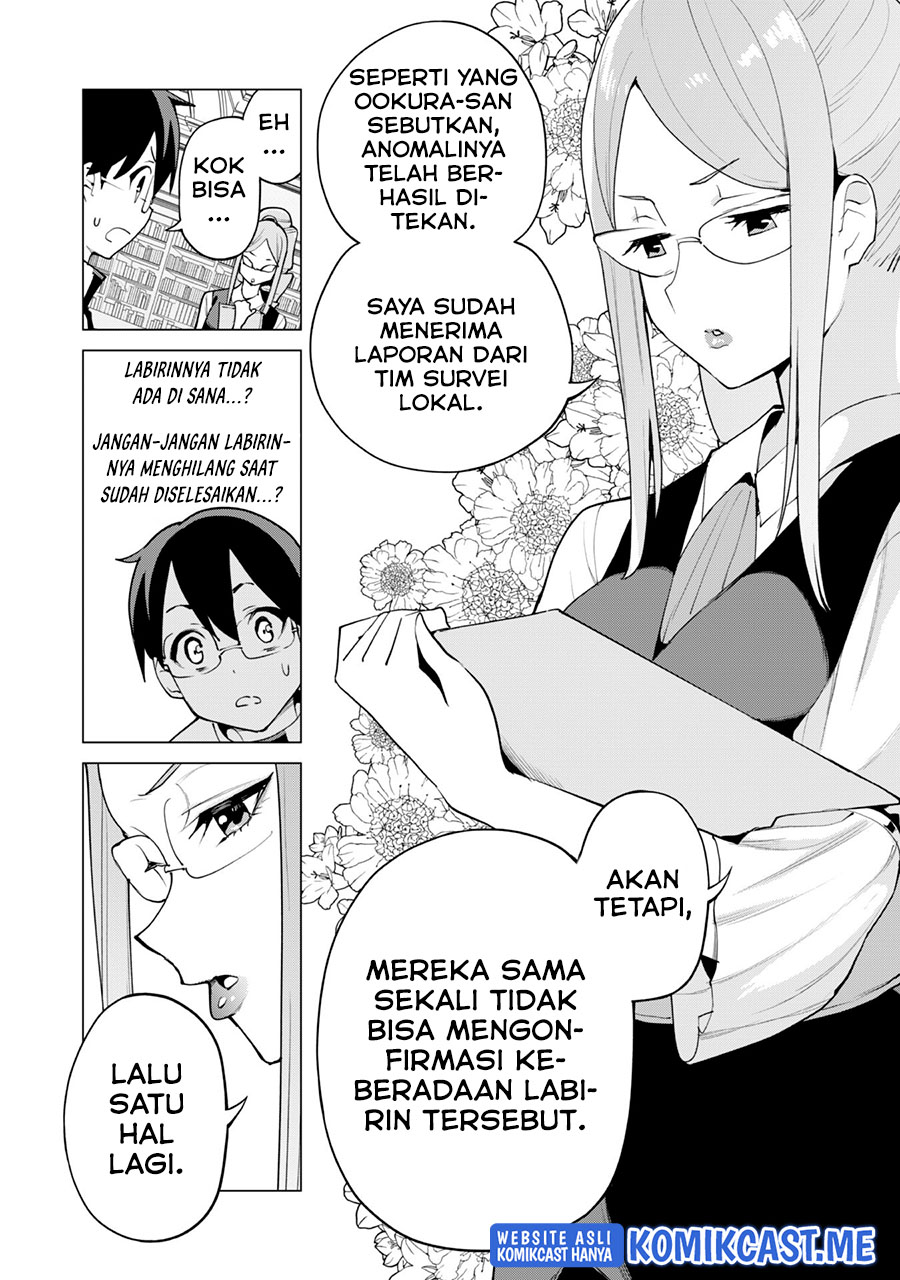 SEPERTI YANG
OOKURA-SAN
SEBUTKAN,
ANOMALINYA
TELAH BER-
HASIL DI-
TEKAN.
SAYA SUDAH
MENERIMA
LAPORAN DARI
TIM SURVEI
LOKAL.
AKAN
TETAPI,
MEREKA SAMA
SEKALI TIDAK
BISA MENGON-
FIRMASI KE-
BERADAAN LABI-
RIN TERSEBUT.
EH
...
KOK
BISA
...
LABIRINNYA TIDAK
ADA DI SANA...?
JANGAN-JANGAN LABIRIN-
NYA MENGHILANG SAAT
SUDAH DISELESAIKAN...?
LALU
SATU
HAL
LAGI.
WEBSITE ASLI
KOMIKCAST HANYA
KOMIKCAST.ME